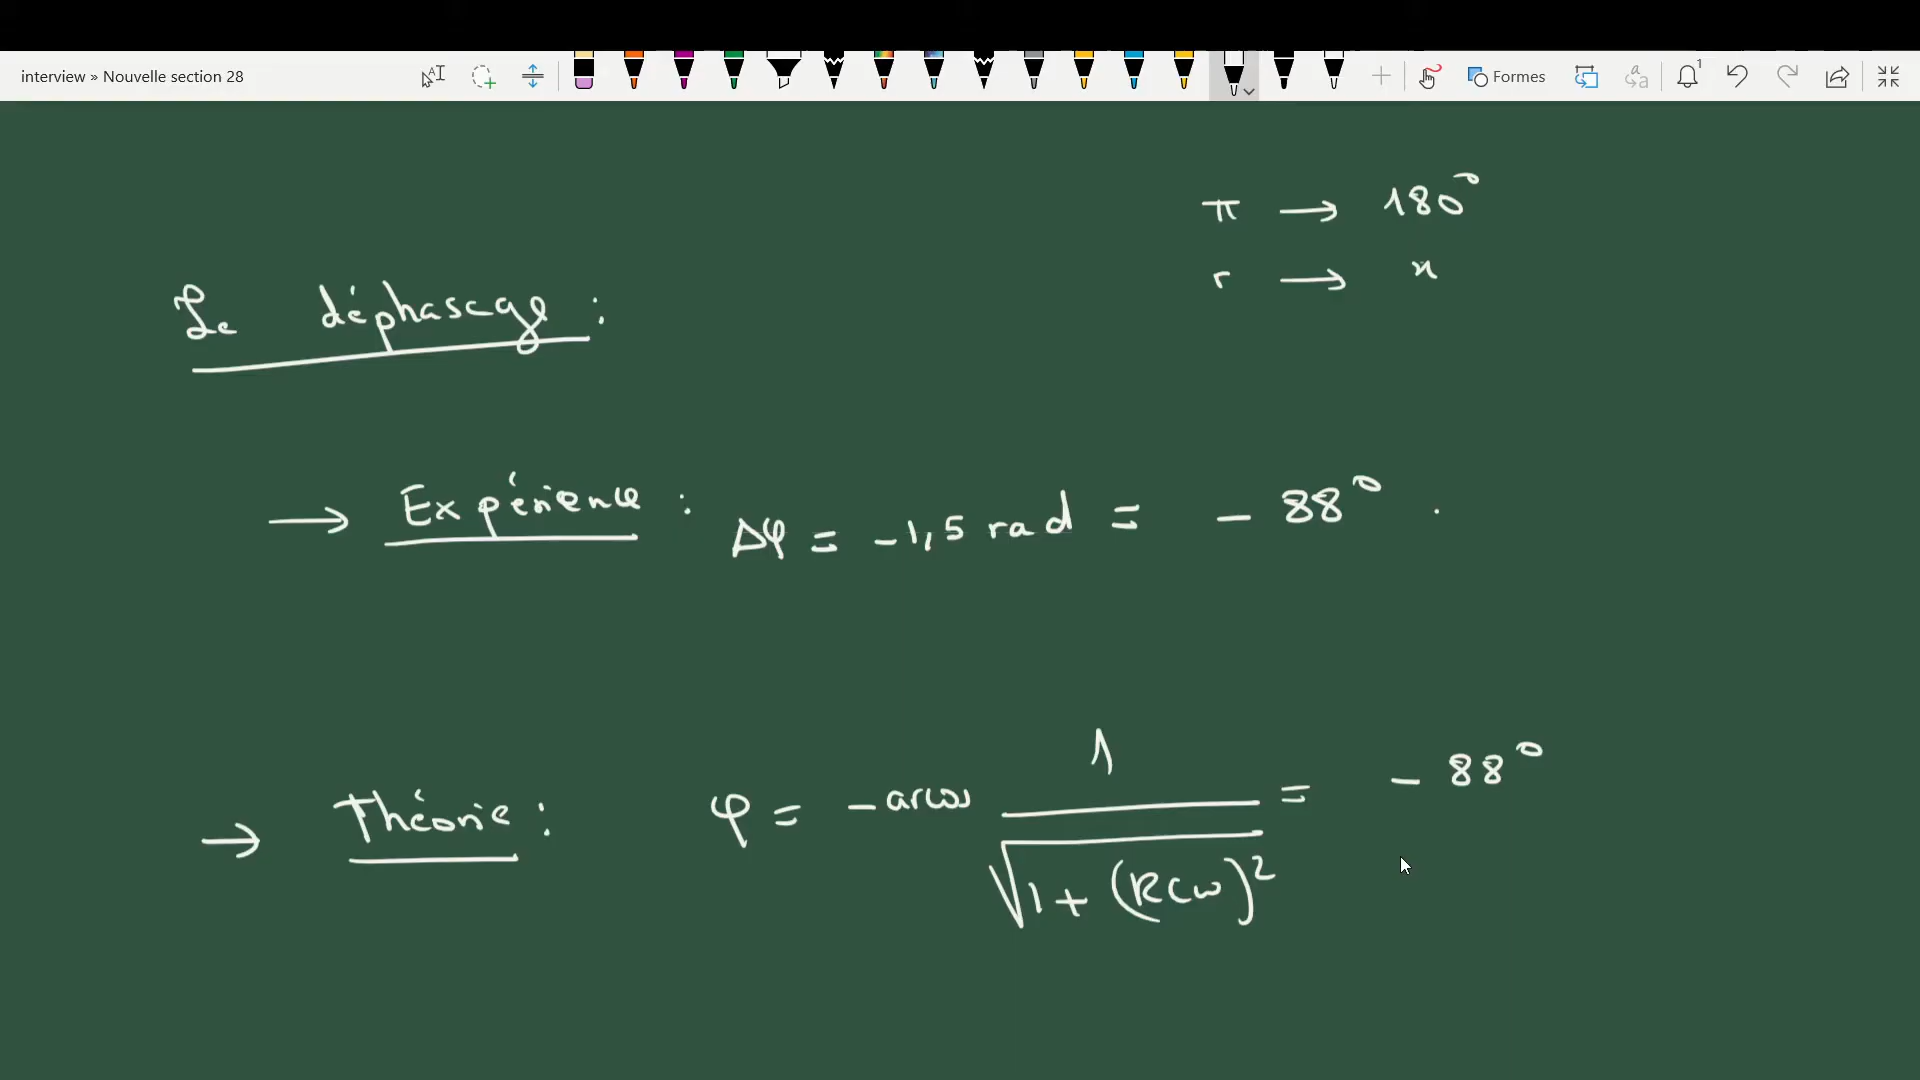 interview » Nouvelle section 28
Formes
1
π → 180°
r → x
Le déphasage :
→ Expérience : Δφ = -1,5 rad = - 88° .
→ Théorie : φ = - arcos 1 / √1 + (RCω)² = - 88°